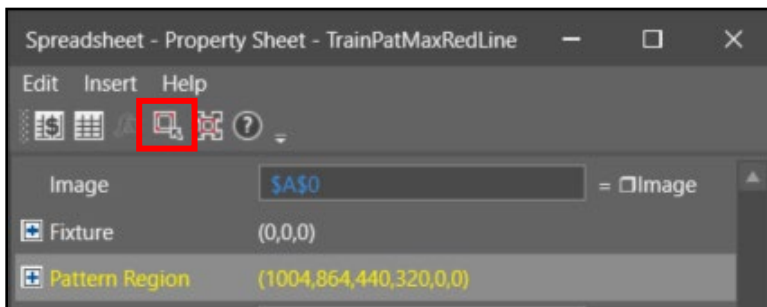 Spreadsheet - Property Sheet - TrainPatMaxRedLine
Edit Insert Help
Image $A$0 = Image
Fixture (0,0,0)
Pattern Region (1004,864,440,320,0,0)